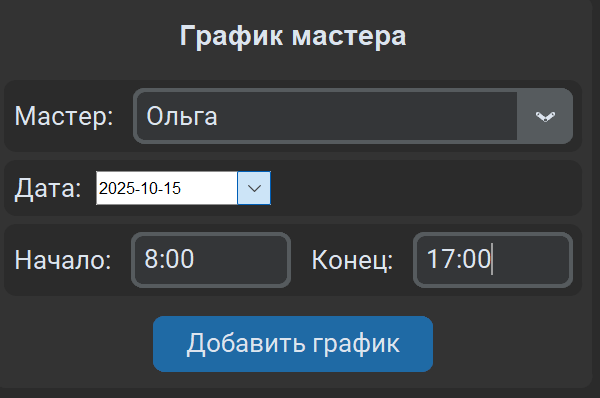 График мастера
Мастер: Ольга
Дата: 2025-10-15
Начало: 8:00 Конец: 17:00
Добавить график